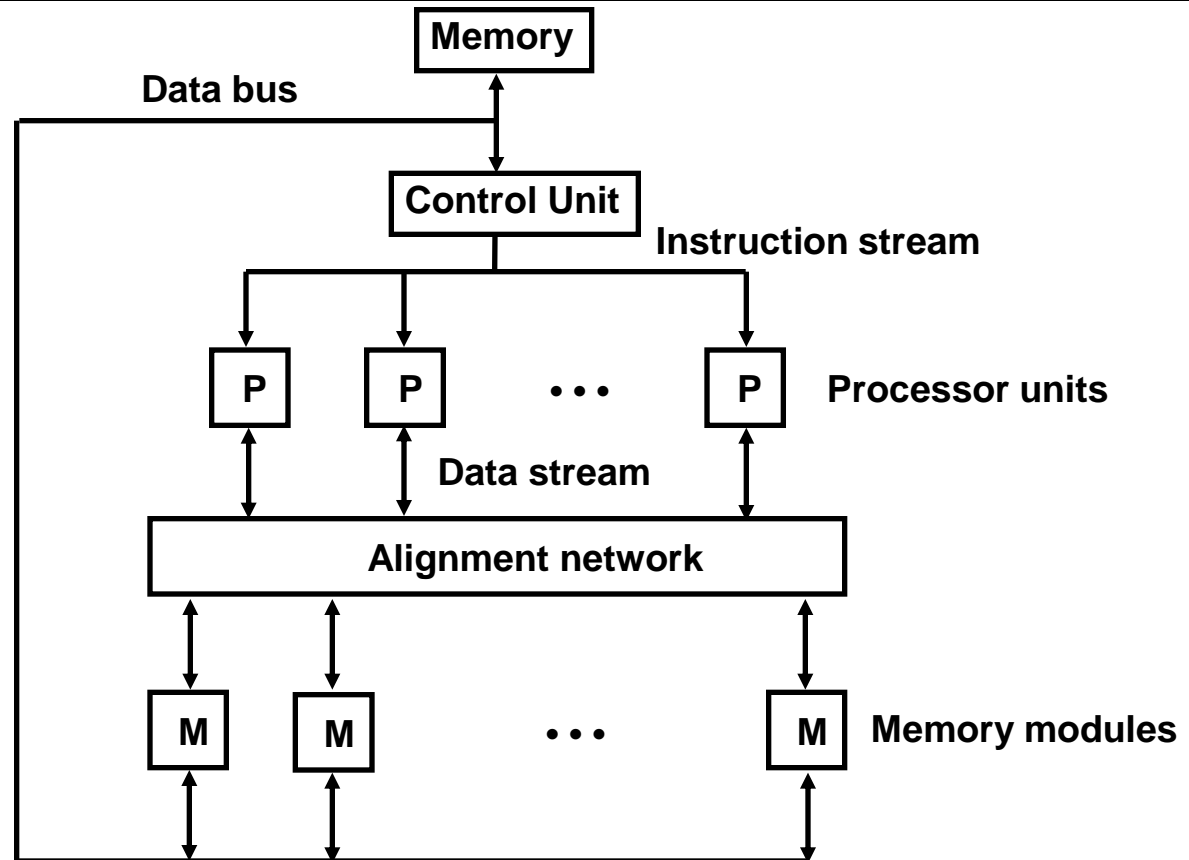 Memory
Data bus
Control Unit
Instruction stream
P P ... P Processor units
Data stream
Alignment network
M M ... M Memory modules